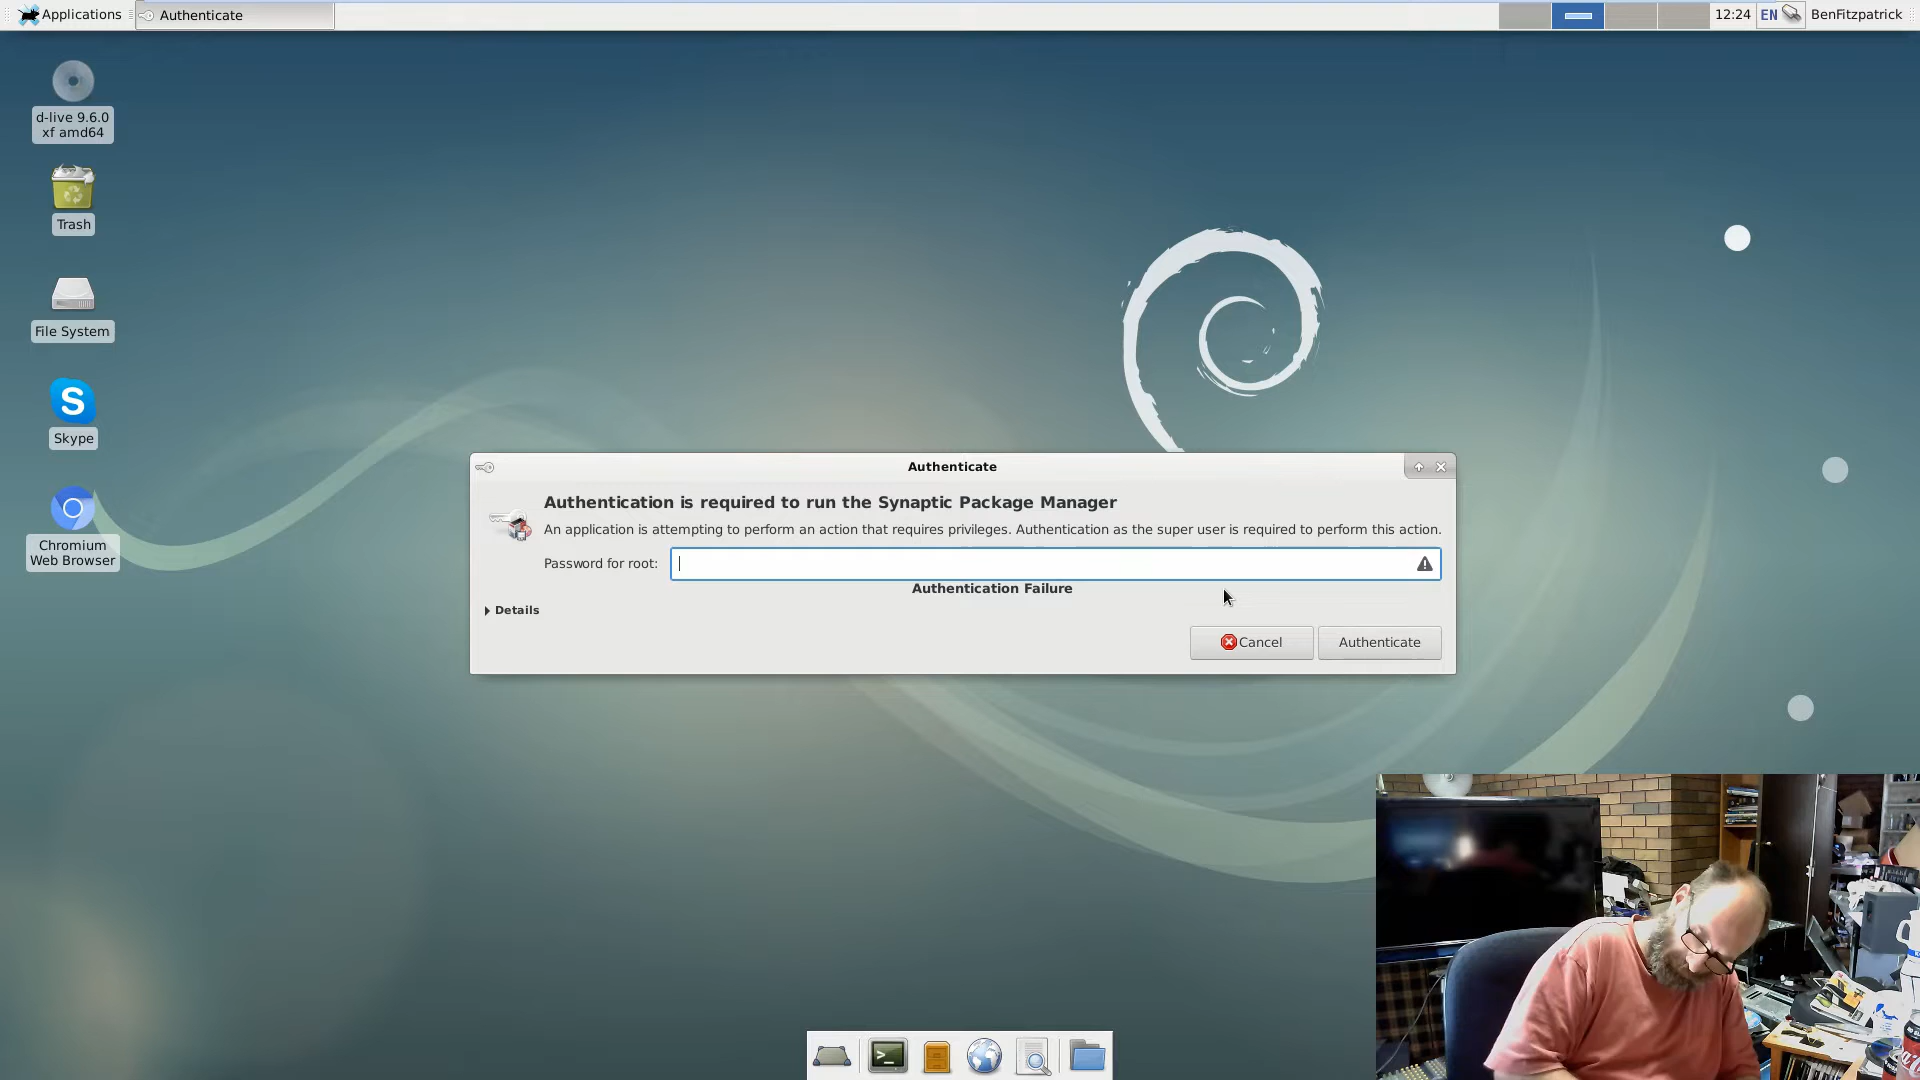 Applications
Authenticate
12:24
EN
BenFitzpatrick
d-live 9.6.0
xf amd64
Trash
File System
S
Skype
Chromium
Web Browser
Authenticate
Authentication is required to run the Synaptic Package Manager
An application is attempting to perform an action that requires privileges. Authentication as the super user is required to perform this action.
Password for root:
Authentication Failure
Details
Cancel
Authenticate
>_